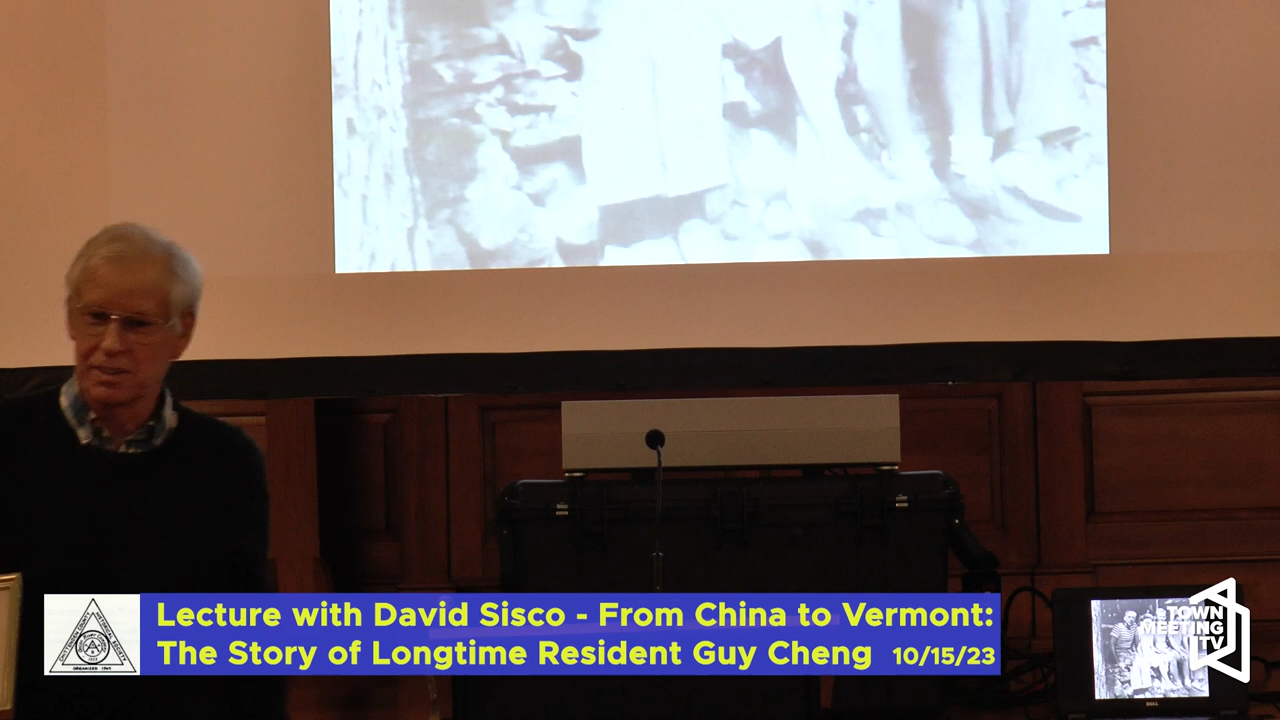 Lecture with David Sisco - From China to Vermont:
The Story of Longtime Resident Guy Cheng 10/15/23
TOWN
MEETING
TV
DELL